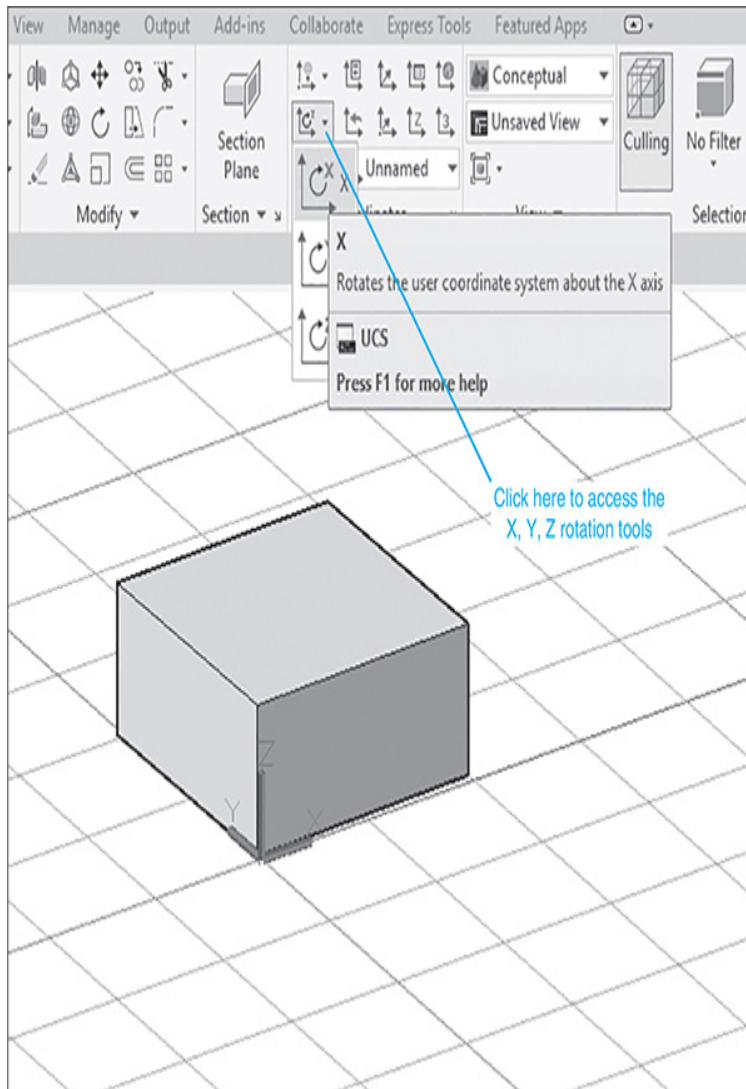 View Manage Output Add-ins Collaborate Express Tools Featured Apps
Conceptual
Unsaved View
Section
Plane
Culling
No Filter
X
Unnamed
Modify
Section
View
Selection
X
Rotates the user coordinate system about the X axis
UCS
Press F1 for more help
Click here to access the
X, Y, Z rotation tools
Z
Y
X